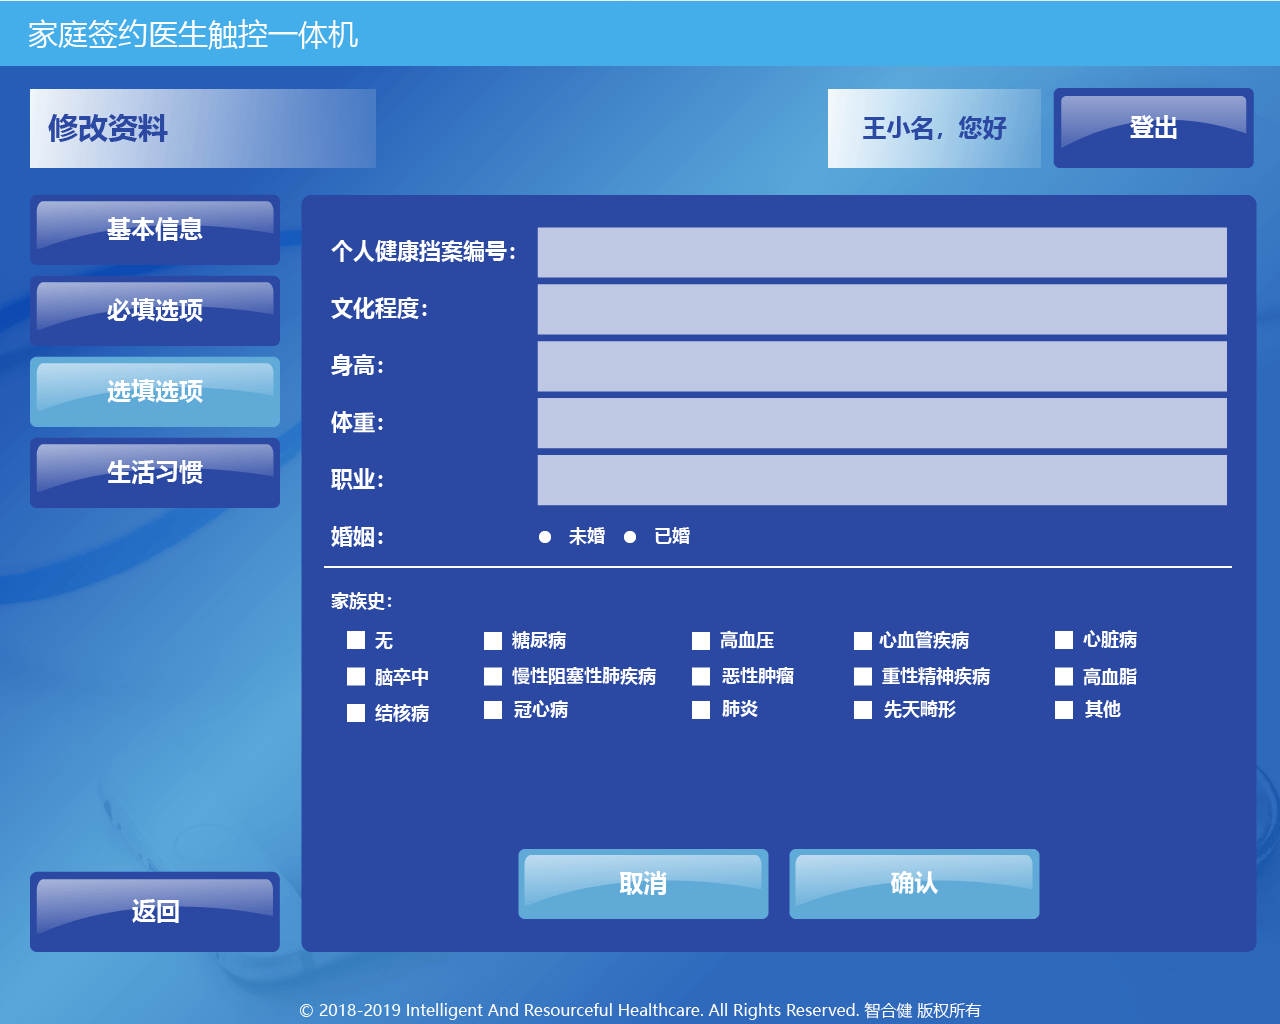 家庭签约医生触控一体机
修改资料
王小名，您好
登出
基本信息
必填选项
选填选项
生活习惯
返回
个人健康挡案编号：
文化程度：
身高：
体重：
职业：
婚姻：
未婚 已婚
家族史：
无 糖尿病 高血压 心血管疾病 心脏病
脑卒中 慢性阻塞性肺疾病 恶性肿瘤 重性精神疾病 高血脂
结核病 冠心病 肺炎 先天畸形 其他
取消 确认
© 2018-2019 Intelligent And Resourceful Healthcare. All Rights Reserved. 智合健 版权所有